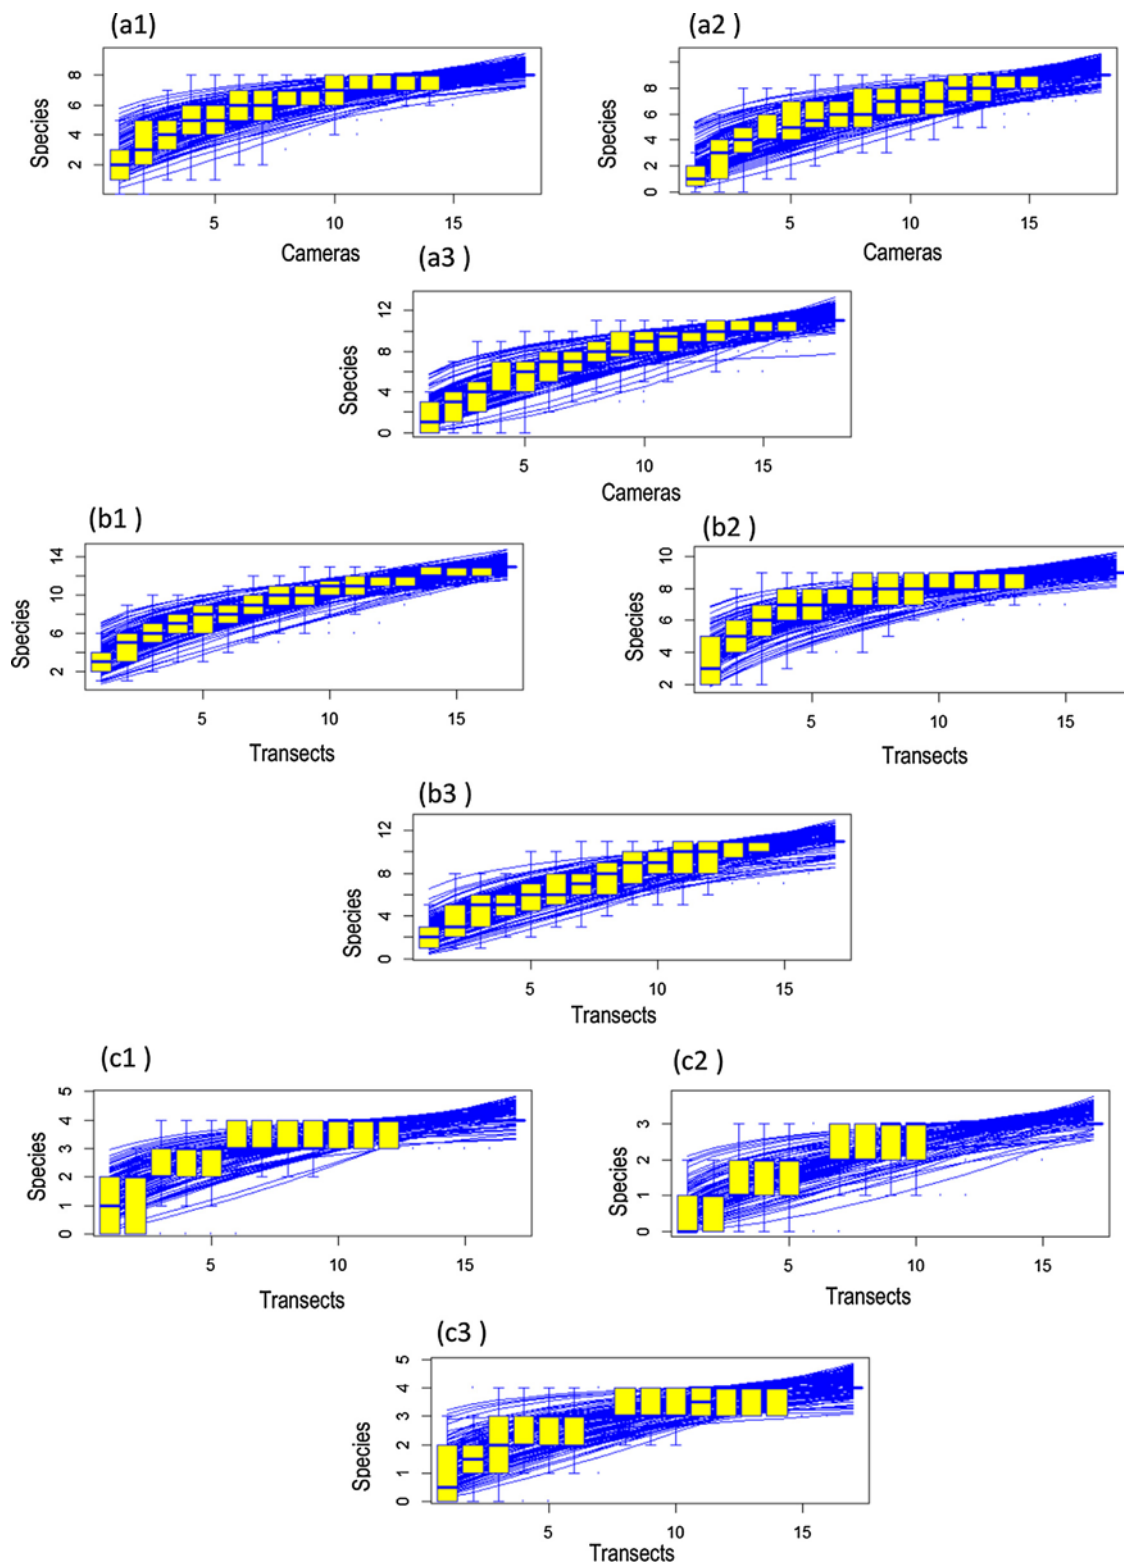 (a1)
(a2 )
Species
8
6
4
2
5
10
15
Cameras
Species
8
6
4
2
0
5
10
15
Cameras
(a3 )
Species
12
8
4
0
5
10
15
Cameras
(b1 )
(b2 )
Species
14
10
6
2
5
10
15
Transects
Species
10
8
6
4
2
5
10
15
Transects
(b3 )
Species
12
8
4
0
5
10
15
Transects
(c1 )
(c2 )
Species
5
4
3
2
1
0
5
10
15
Transects
Species
3
2
1
0
5
10
15
Transects
(c3 )
Species
5
4
3
2
1
0
5
10
15
Transects